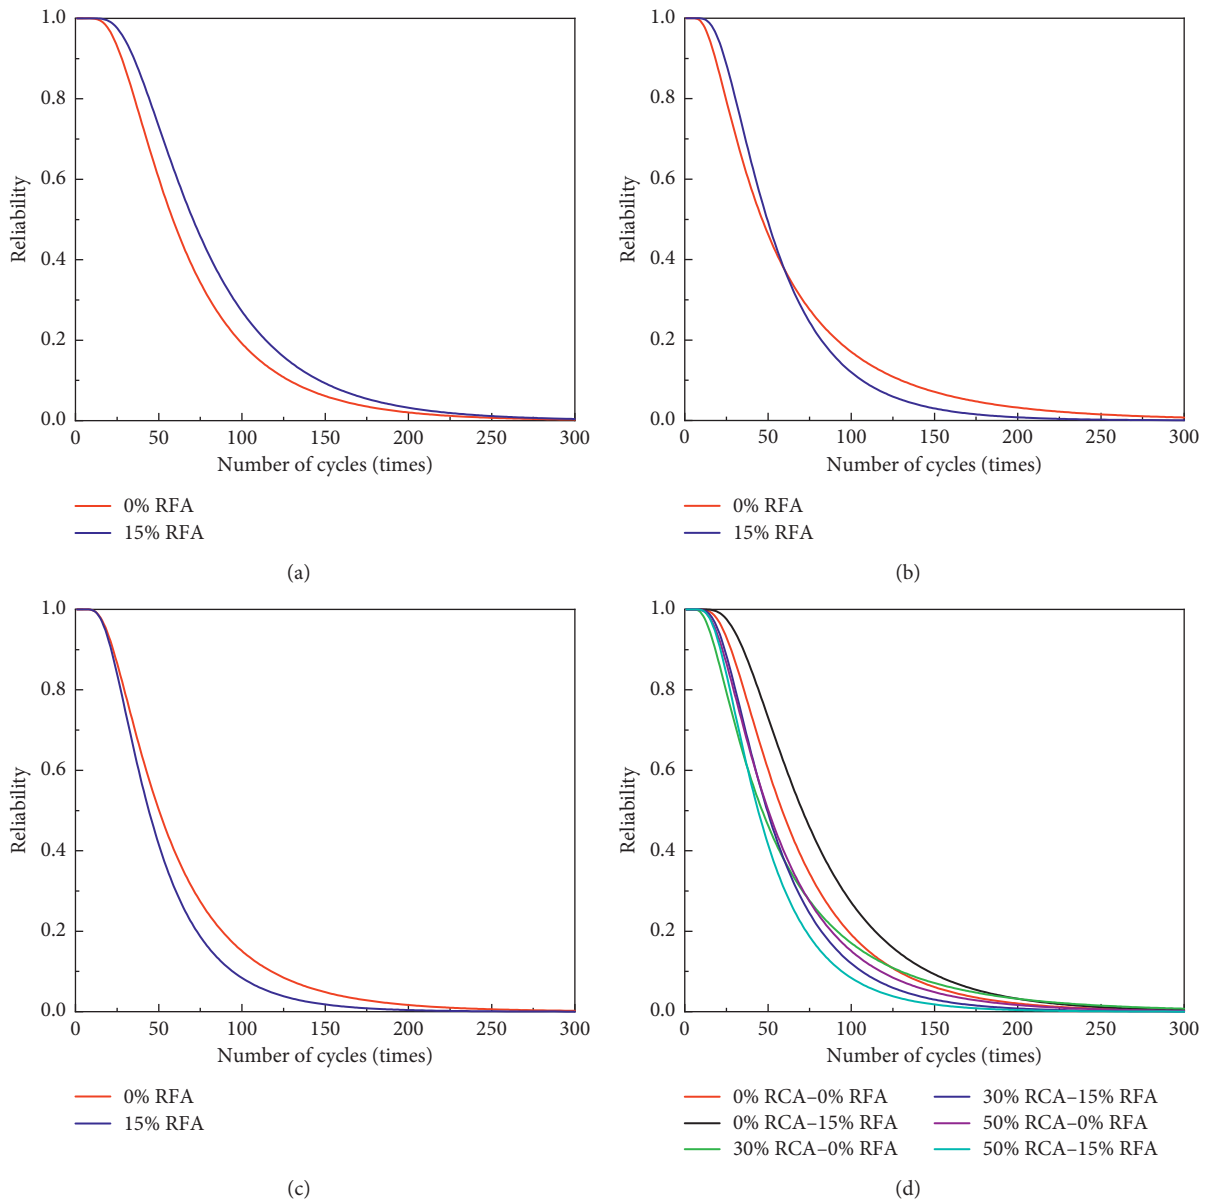 1.0
0.8
0.6
0.4
0.2
0.0
Reliability
0 50 100 150 200 250 300
Number of cycles (times)
0% RFA
15% RFA
(a)
1.0
0.8
0.6
0.4
0.2
0.0
Reliability
0 50 100 150 200 250 300
Number of cycles (times)
0% RFA
15% RFA
(b)
1.0
0.8
0.6
0.4
0.2
0.0
Reliability
0 50 100 150 200 250 300
Number of cycles (times)
0% RFA
15% RFA
(c)
1.0
0.8
0.6
0.4
0.2
0.0
Reliability
0 50 100 150 200 250 300
Number of cycles (times)
0% RCA–0% RFA
0% RCA–15% RFA
30% RCA–0% RFA
30% RCA–15% RFA
50% RCA–0% RFA
50% RCA–15% RFA
(d)